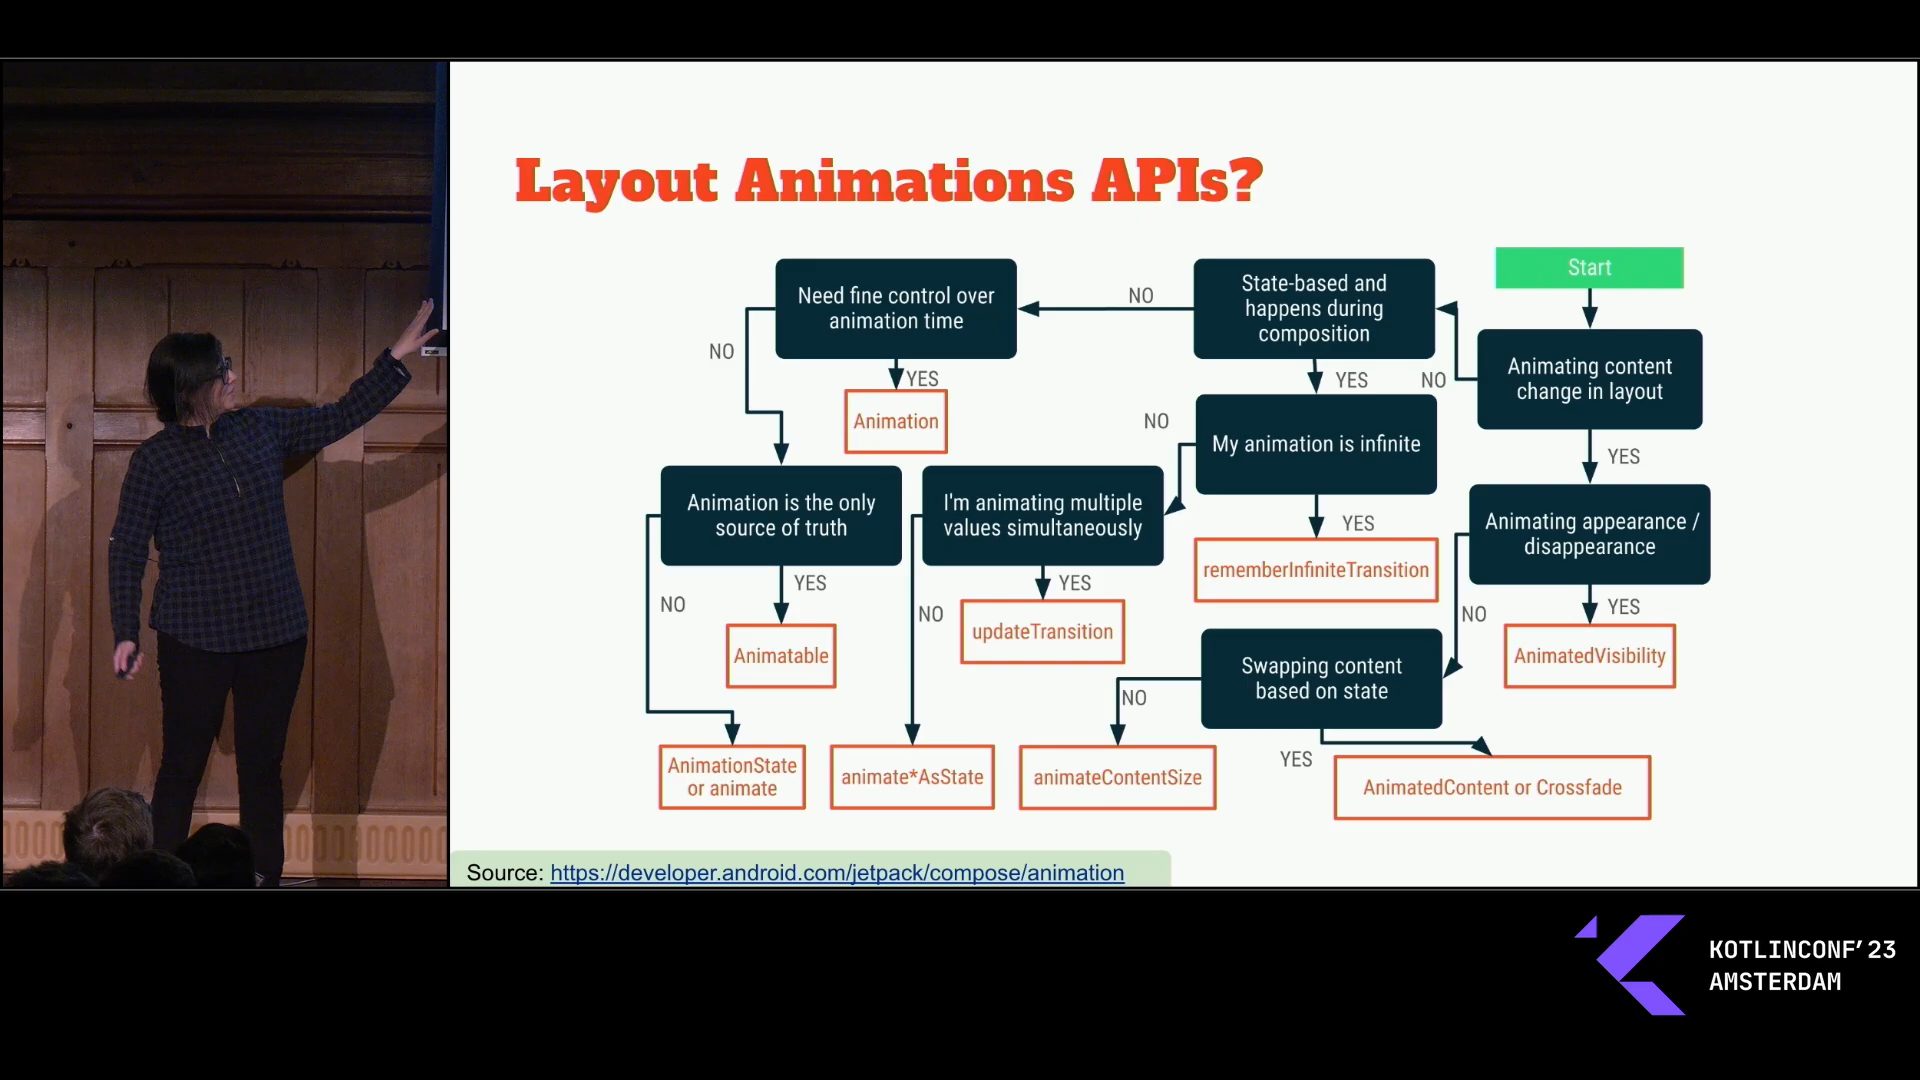 Layout Animations APIs?
Start
Need fine control over
animation time
NO
State-based and
happens during
composition
Animating content
change in layout
NO
YES
YES
NO
Animation
NO
My animation is infinite
YES
Animation is the only
source of truth
I'm animating multiple
values simultaneously
YES
Animating appearance /
disappearance
rememberInfiniteTransition
YES
YES
NO
NO
NO
YES
updateTransition
Animatable
Swapping content
based on state
AnimatedVisibility
NO
YES
AnimationState
or animate
animate*AsState
animateContentSize
AnimatedContent or Crossfade
Source: https://developer.android.com/jetpack/compose/animation
KOTLINCONF'23
AMSTERDAM